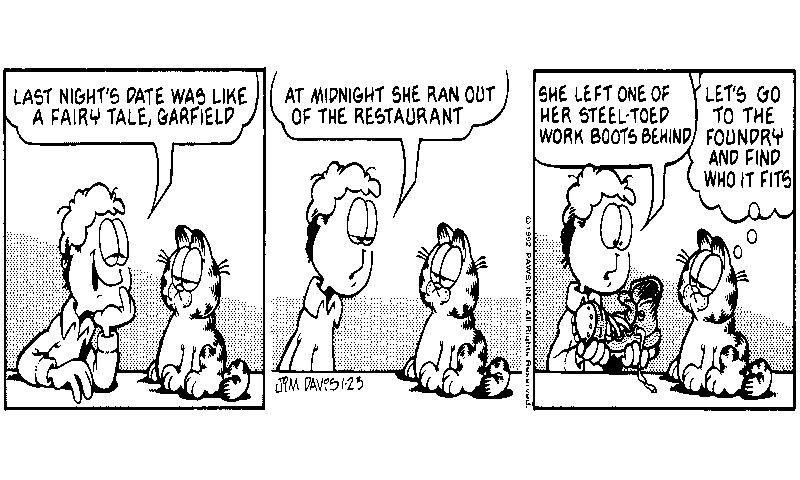 LAST NIGHT'S DATE WAS LIKE
A FAIRY TALE, GARFIELD
AT MIDNIGHT SHE RAN OUT
OF THE RESTAURANT
JIM DAVIS 1-23
SHE LEFT ONE OF
HER STEEL-TOED
WORK BOOTS BEHIND
LET'S GO
TO THE
FOUNDRY
AND FIND
WHO IT FITS
© 1992 PAWS, INC. All Rights Reserved.